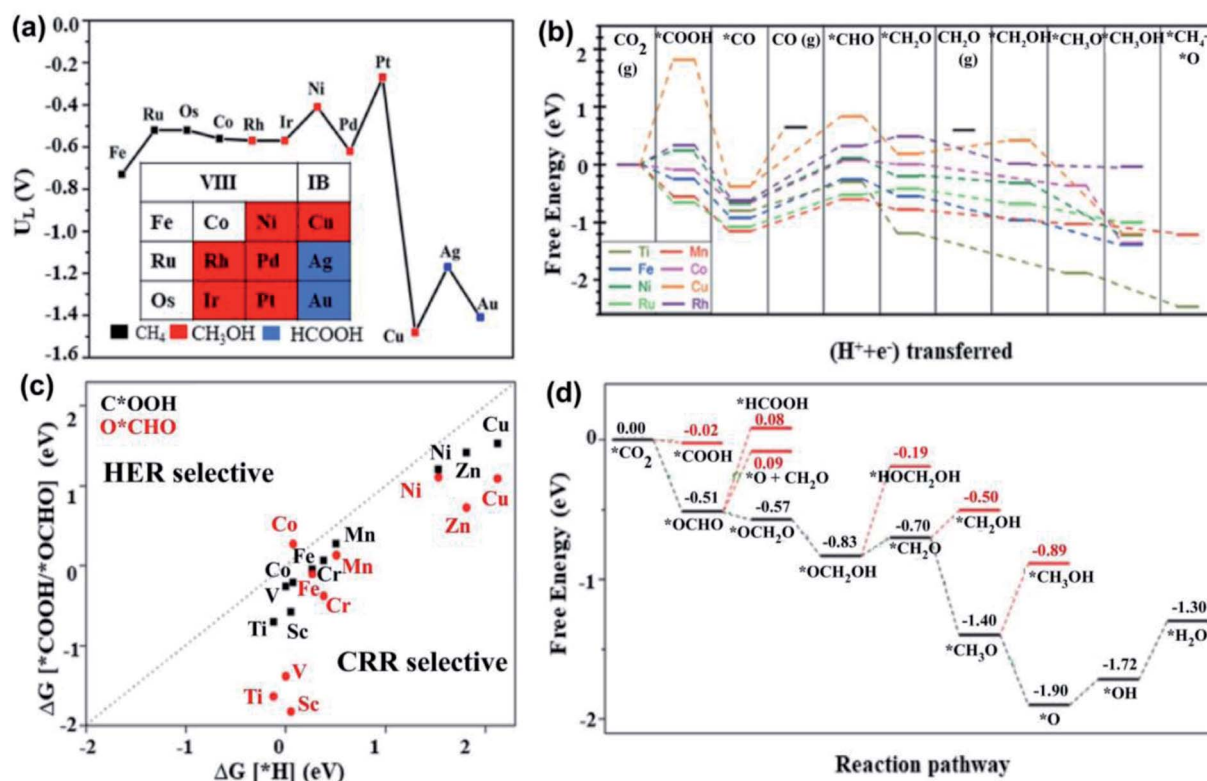 (a)
0.0
-0.2
-0.4
-0.6
-0.8
-1.0
-1.2
-1.4
-1.6
U_L (V)
Fe
Ru
Os
Co
Rh
Ir
Ni
Pd
Pt
Cu
Ag
Au
VIII IB
Fe Co Ni Cu
Ru Rh Pd Ag
Os Ir Pt Au
CH₄ CH₃OH HCOOH
(b)
CO₂ (g) *COOH *CO CO (g) *CHO *CH₂O CH₂O (g) *CH₂OH *CH₃O *CH₃OH *CH₄+ *O
2
1
0
-1
-2
Free Energy (eV)
Ti Mn
Fe Co
Ni Cu
Ru Rh
(H⁺+e⁻) transferred
(c)
C*OOH
O*CHO
HER selective
CRR selective
2
1
0
-1
-2
ΔG [*COOH/*OCHO] (eV)
Cu
Ni
Zn
Ni
Zn
Cu
Co
Fe
Mn
Mn
Co
Cr
V
Fe
Cr
Ti
Sc
V
Ti
Sc
-2 -1 0 1 2
ΔG [*H] (eV)
(d)
0
-1
-2
Free Energy (eV)
0.00
*CO₂
-0.02
*COOH
*HCOOH
0.08
0.09
*O + CH₂O
-0.51
*OCHO
-0.57
*OCH₂O
-0.83
*OCH₂OH
-0.19
*HOCH₂OH
-0.70
*CH₂O
-0.50
*CH₂OH
-1.40
*CH₃O
-0.89
*CH₃OH
-1.90
*O
-1.72
*OH
-1.30
*H₂O
Reaction pathway